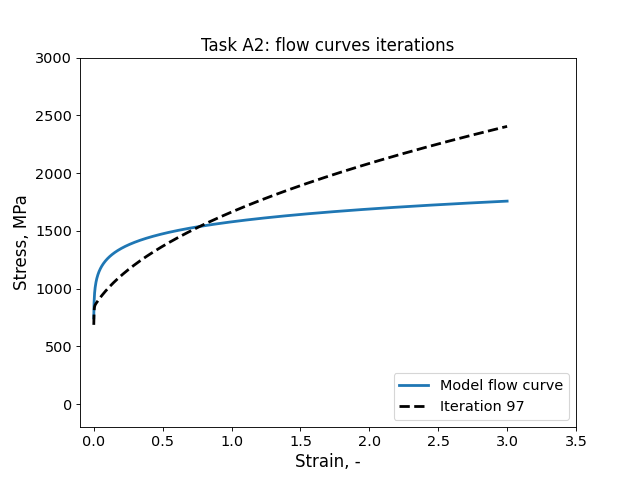 Task A2: flow curves iterations
3000
2500
2000
1500
1000
500
0
Stress, MPa
0.0 0.5 1.0 1.5 2.0 2.5 3.0 3.5
Strain, -
Model flow curve
Iteration 97